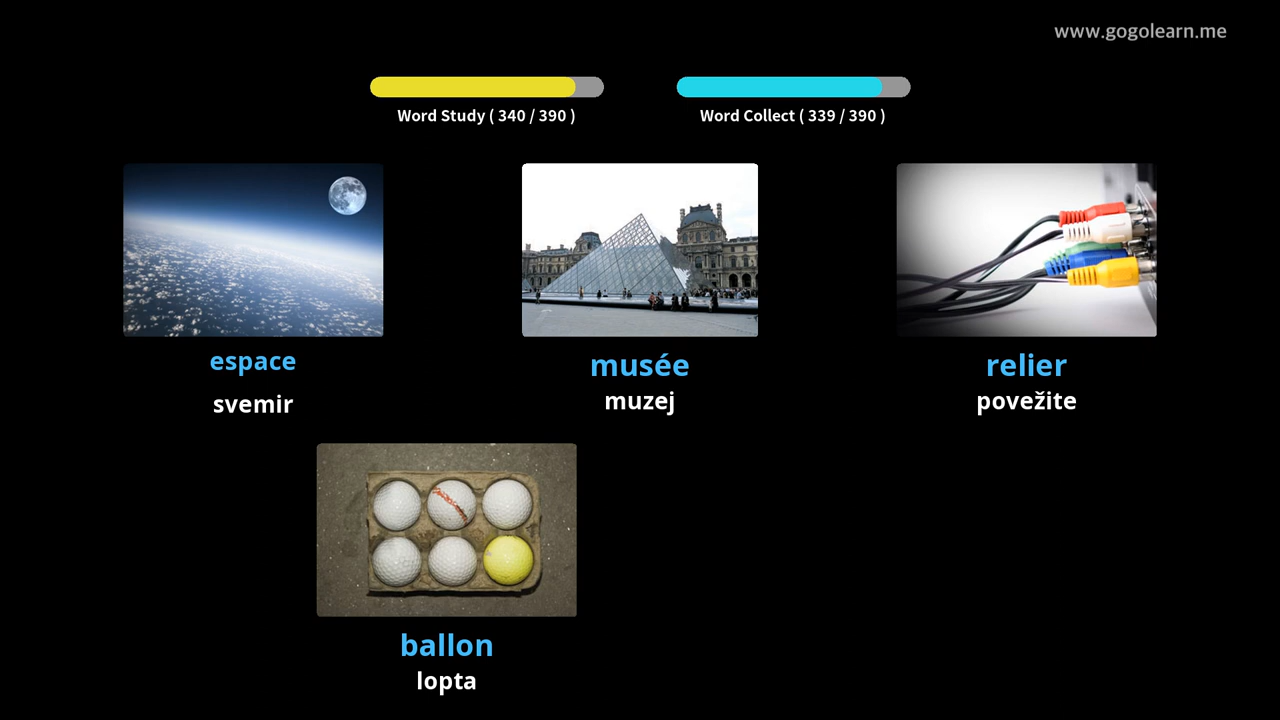 www.gogolearn.me
Word Study ( 340 / 390 )
Word Collect ( 339 / 390 )
espace
svemir
musée
muzej
relier
povežite
ballon
lopta